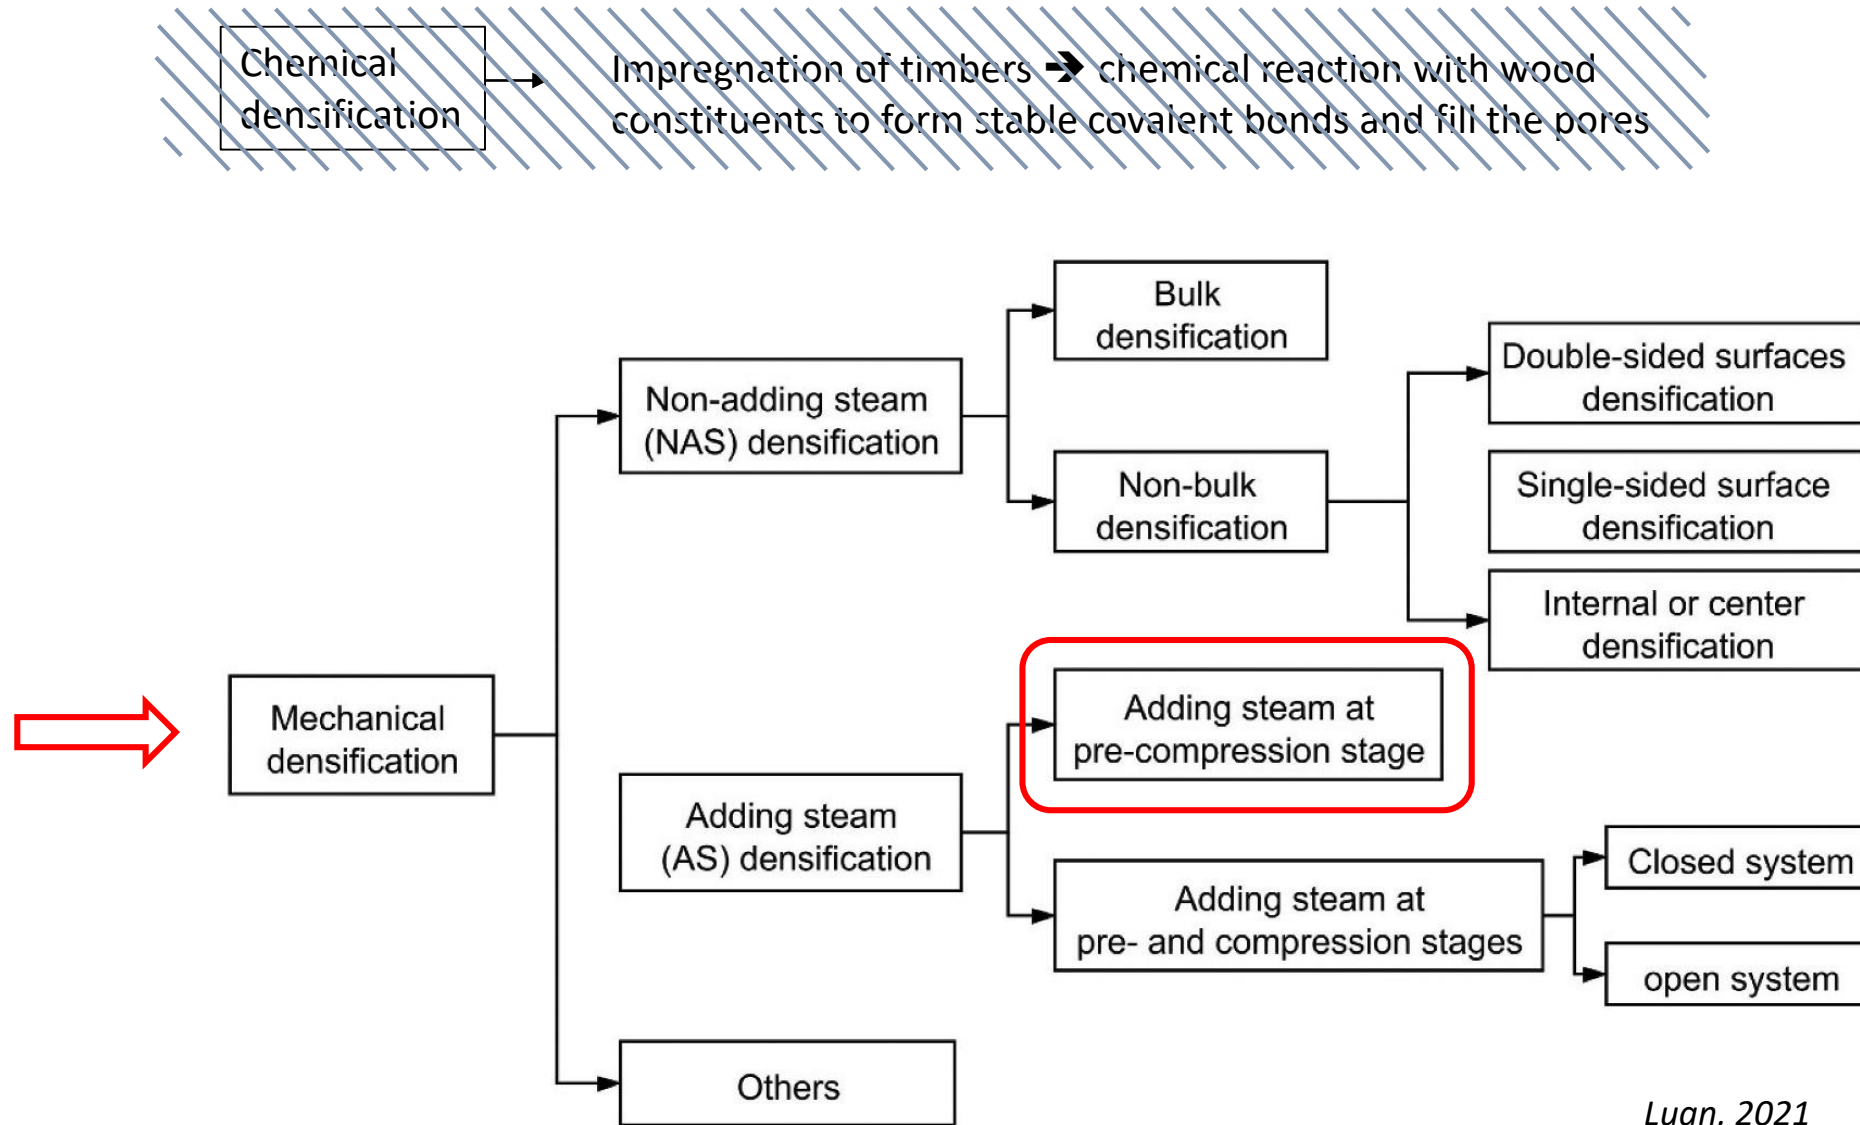 Chemical
densification
Impregnation of timbers ➔ chemical reaction with wood
constituents to form stable covalent bonds and fill the pores
Bulk
densification
Double-sided surfaces
densification
Non-adding steam
(NAS) densification
Non-bulk
densification
Single-sided surface
densification
Internal or center
densification
Mechanical
densification
Adding steam at
pre-compression stage
Adding steam
(AS) densification
Closed system
Adding steam at
pre- and compression stages
open system
Others
Luan, 2021